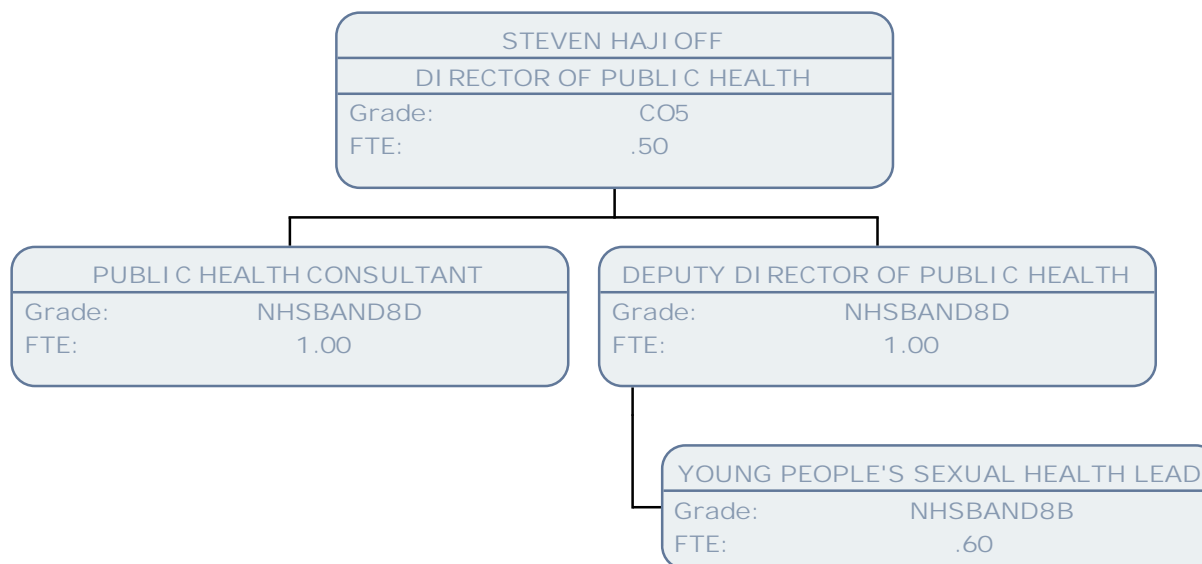 STEVEN HAJIOFF
DIRECTOR OF PUBLIC HEALTH
Grade: CO5
FTE: .50
PUBLIC HEALTH CONSULTANT
Grade: NHSBAND8D
FTE: 1.00
DEPUTY DIRECTOR OF PUBLIC HEALTH
Grade: NHSBAND8D
FTE: 1.00
YOUNG PEOPLE'S SEXUAL HEALTH LEAD
Grade: NHSBAND8B
FTE: .60